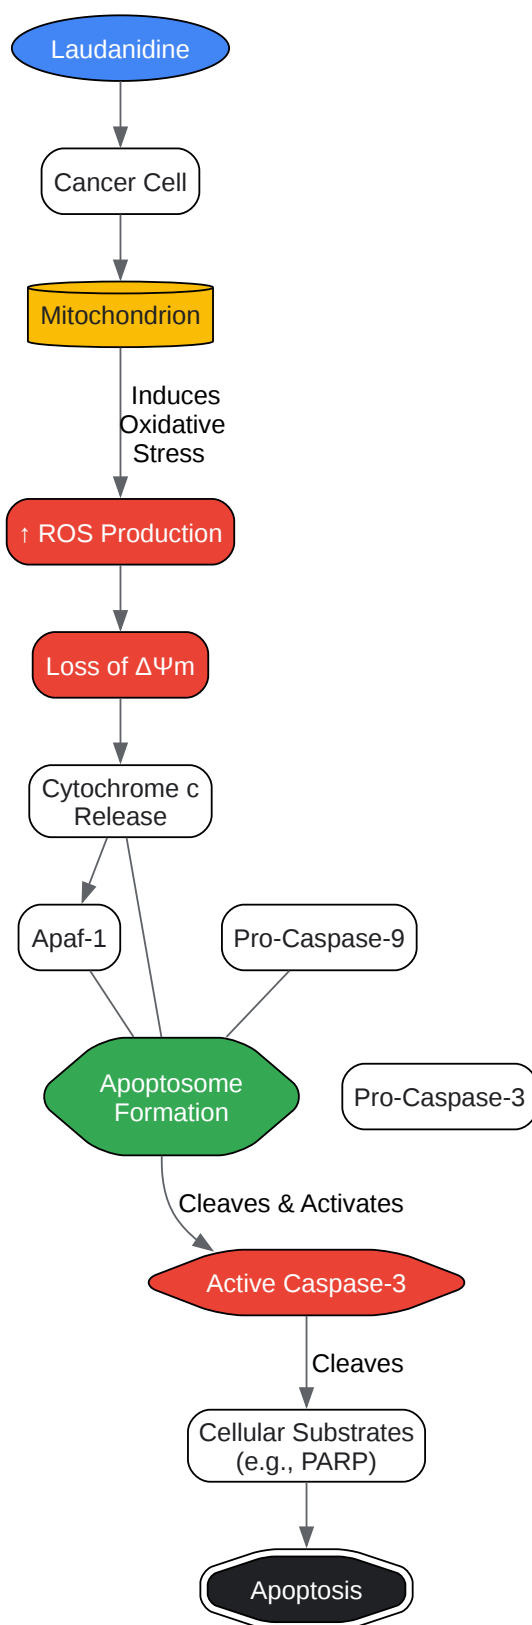 Laudanidine
Cancer Cell
Mitochondrion
Induces
Oxidative
Stress
↑ ROS Production
Loss of ΔΨm
Cytochrome c
Release
Apaf-1
Pro-Caspase-9
Apoptosome
Formation
Pro-Caspase-3
Cleaves & Activates
Active Caspase-3
Cleaves
Cellular Substrates
(e.g., PARP)
Apoptosis